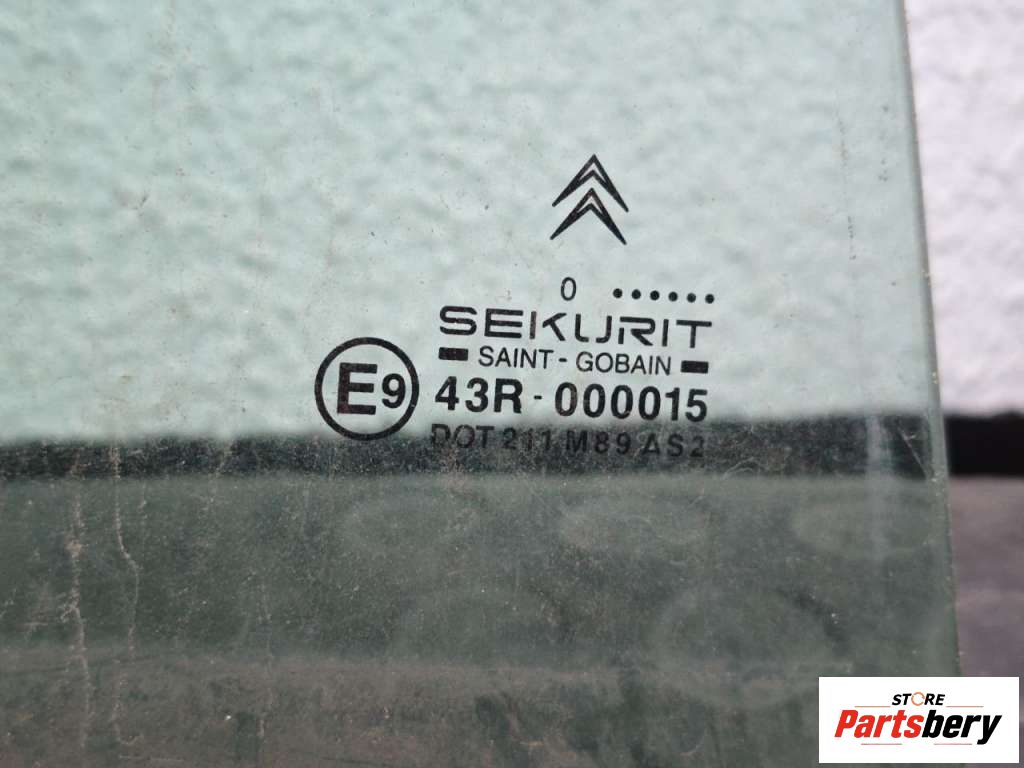 0 ......
SEKURIT
SAINT - GOBAIN
E9 43R - 000015
DOT 211 M89 AS2
STORE
Partsbery